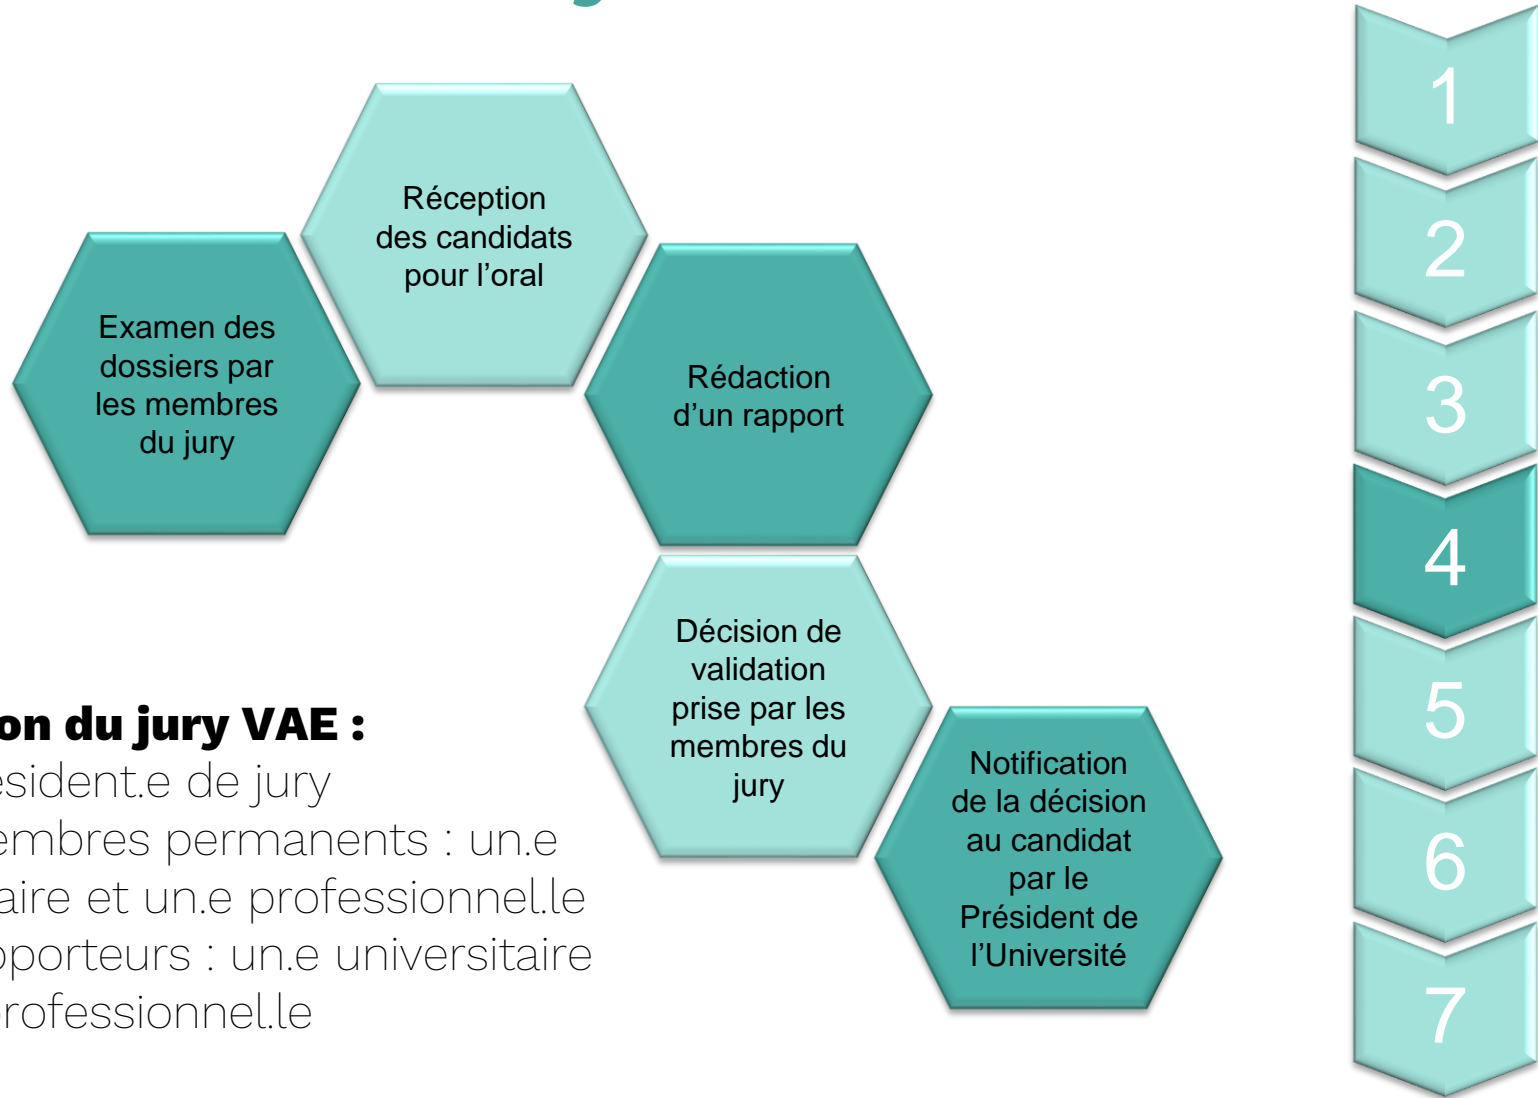 Examen des
dossiers par
les membres
du jury
Réception
des candidats
pour l’oral
Rédaction
d’un rapport
Décision de
validation
prise par les
membres du
jury
Notification
de la décision
au candidat
par le
Président de
l’Université
on du jury VAE :
ésident.e de jury
embres permanents : un.e
aire et un.e professionnel.le
porteurs : un.e universitaire
professionnel.le
1
2
3
4
5
6
7